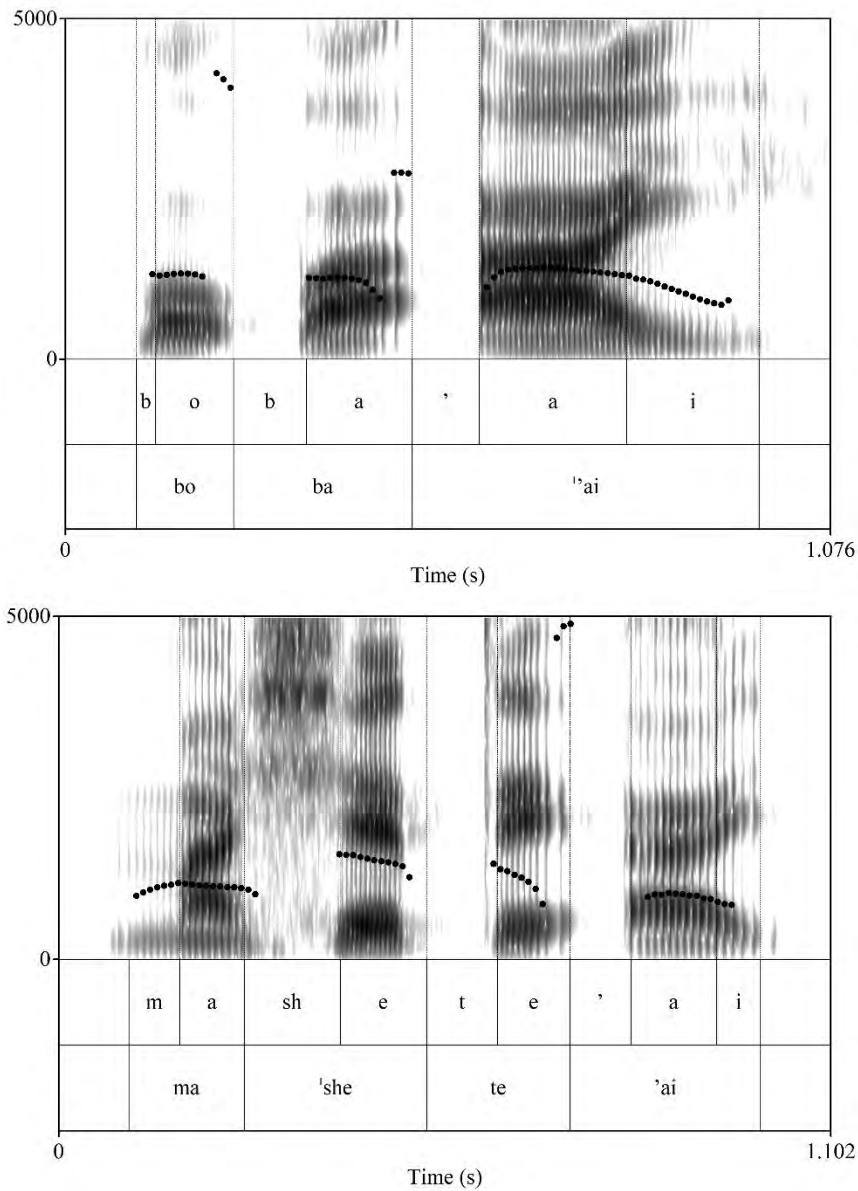 5000
0
b o b a ’ a i
bo ba ˈ’ai
0 1.076
Time (s)
5000
0
m a sh e t e ’ a i
ma ˈshe te ’ai
0 1.102
Time (s)